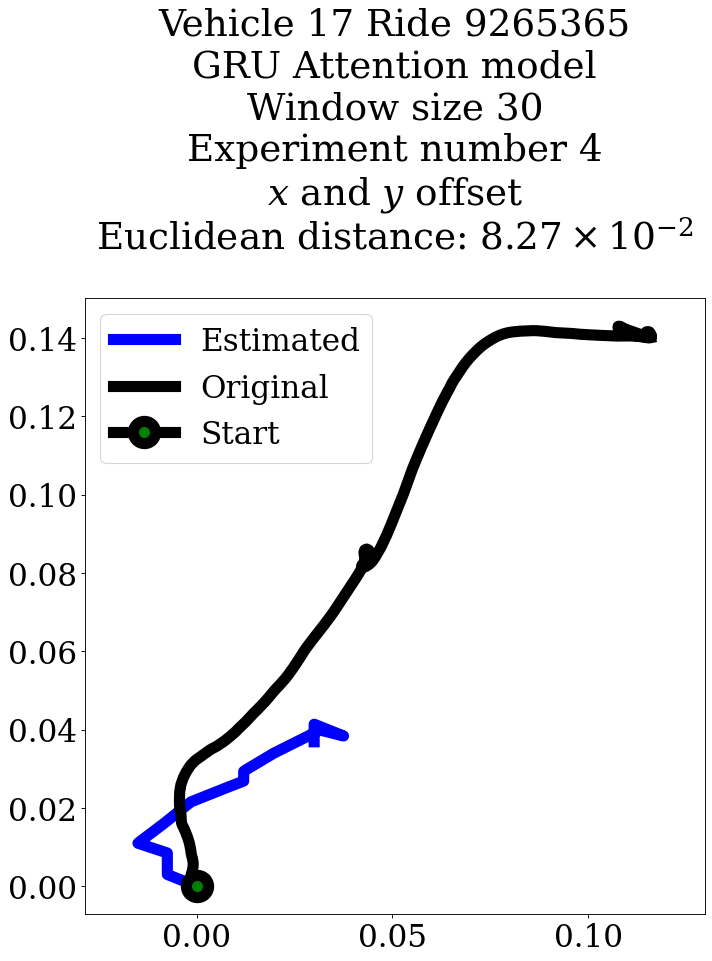 Vehicle 17 Ride 9265365
GRU Attention model
Window size 30
Experiment number 4
x and y offset
Euclidean distance: 8.27 × 10⁻²
Estimated
Original
Start
0.14
0.12
0.10
0.08
0.06
0.04
0.02
0.00
0.00 0.05 0.10